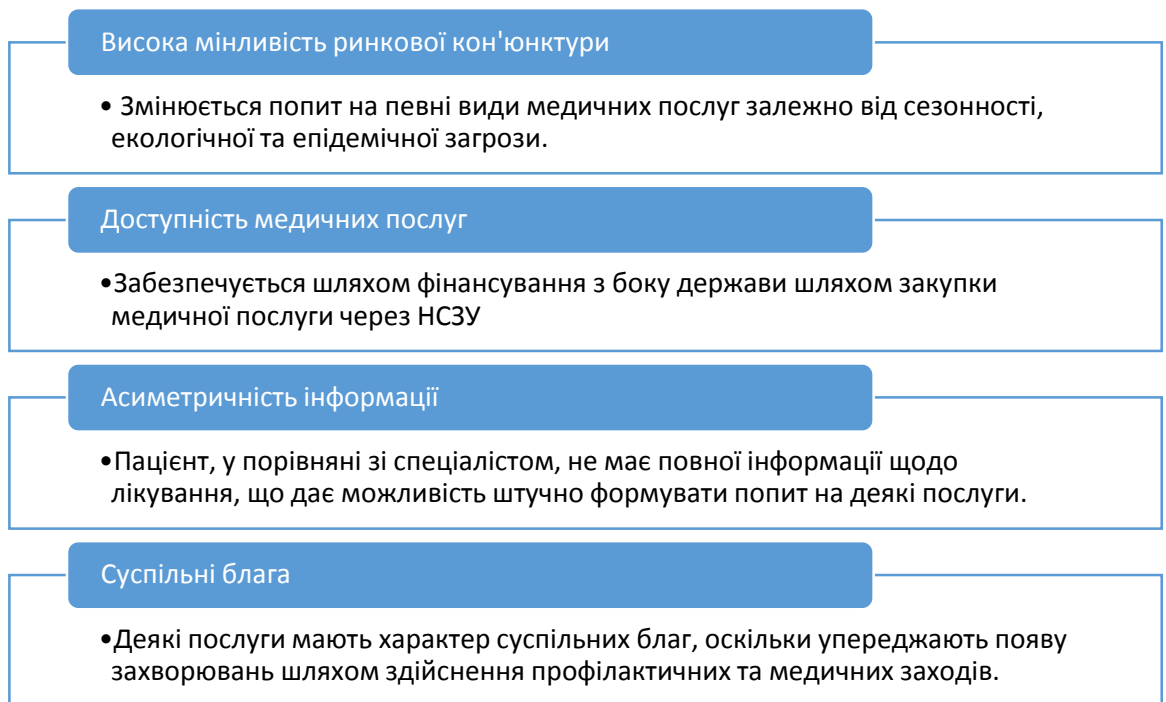 Висока мінливість ринкової кон'юнктури
• Змінюється попит на певні види медичних послуг залежно від сезонності,
екологічної та епідемічної загрози.
Доступність медичних послуг
•Забезпечується шляхом фінансування з боку держави шляхом закупки
медичної послуги через НСЗУ
Асиметричність інформації
•Пацієнт, у порівняні зі спеціалістом, не має повної інформації щодо
лікування, що дає можливість штучно формувати попит на деякі послуги.
Суспільні блага
•Деякі послуги мають характер суспільних благ, оскільки упереджають появу
захворювань шляхом здійснення профілактичних та медичних заходів.